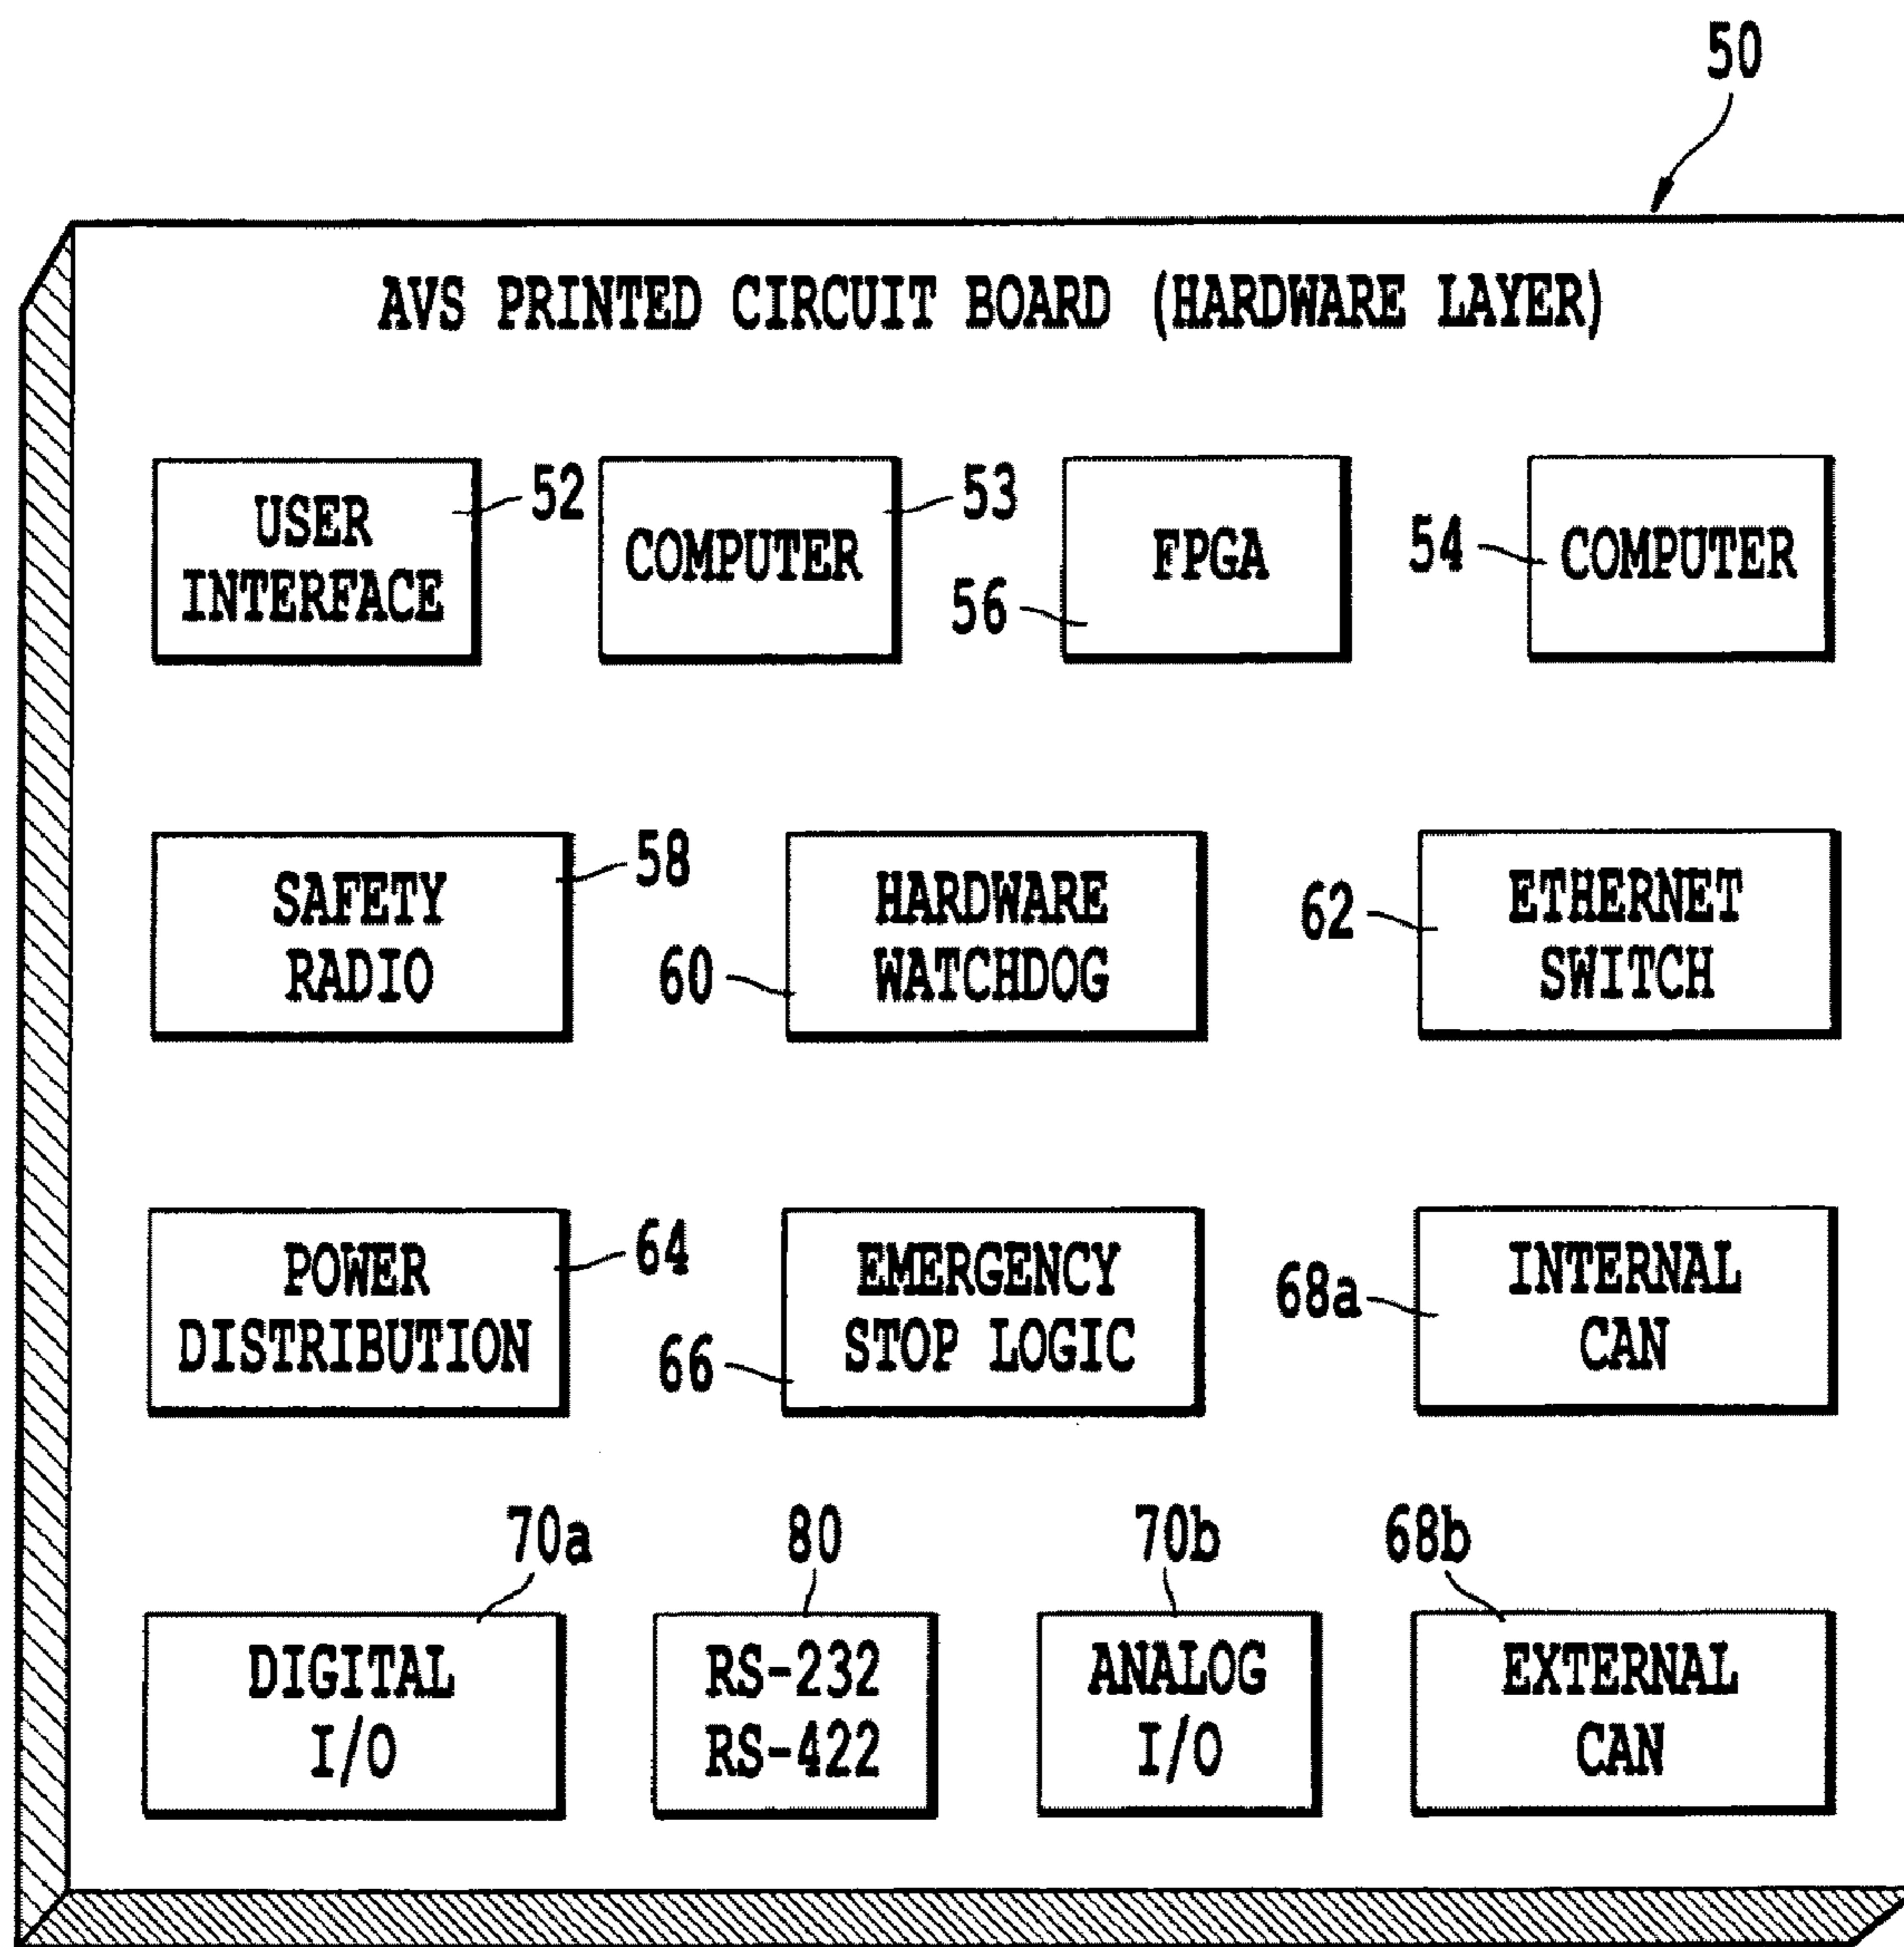 50
AVS PRINTED CIRCUIT BOARD (HARDWARE LAYER)
USER
INTERFACE
52
COMPUTER
53
FPGA
56
54
COMPUTER
SAFETY
RADIO
58
HARDWARE
WATCHDOG
60
62
ETHERNET
SWITCH
POWER
DISTRIBUTION
64
EMERGENCY
STOP LOGIC
66
68a
INTERNAL
CAN
70a
80
70b
68b
DIGITAL
I/O
RS-232
RS-422
ANALOG
I/O
EXTERNAL
CAN